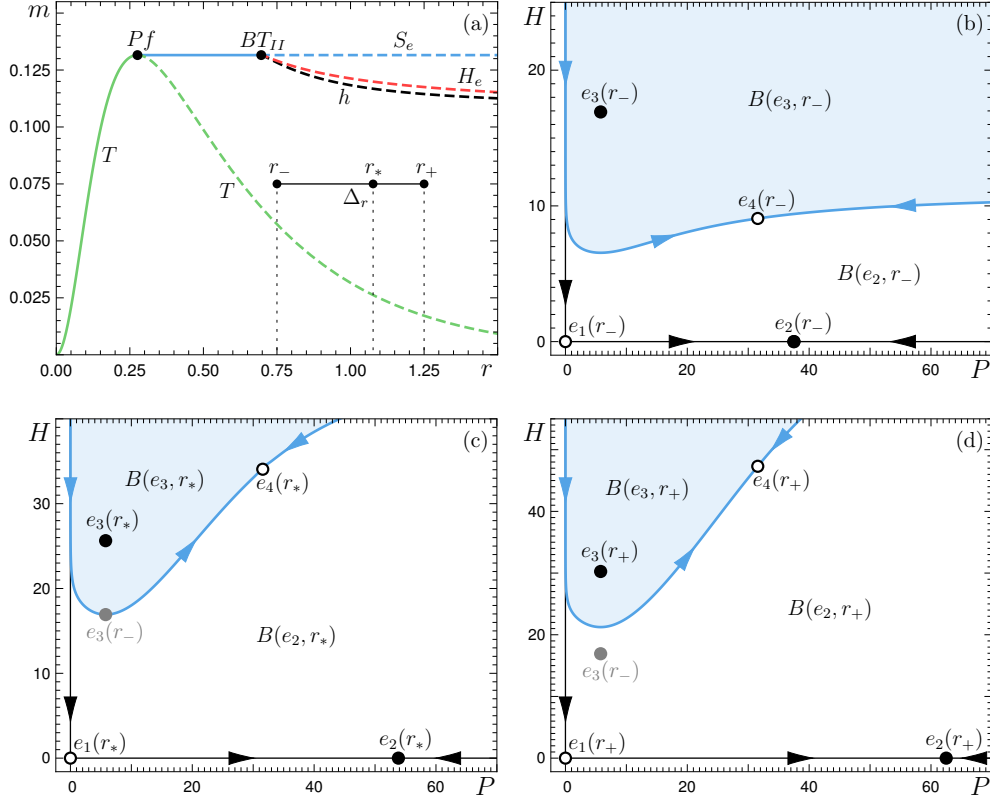 m
(a)
Pf
BT_{II}
S_e
0.125
H_e
h
0.100
T
r_-
r_*
r_+
0.075
T
Δ_r
0.050
0.025
0.00 0.25 0.50 0.75 1.00 1.25 r
H
(b)
20
e_3(r_-)
B(e_3, r_-)
10
e_4(r_-)
B(e_2, r_-)
e_1(r_-)
e_2(r_-)
0
0 20 40 60 P
H
(c)
30
B(e_3, r_*)
e_4(r_*)
e_3(r_*)
20
e_3(r_-)
B(e_2, r_*)
10
e_1(r_*)
e_2(r_*)
0
0 20 40 60 P
H
(d)
e_4(r_+)
B(e_3, r_+)
40
e_3(r_+)
B(e_2, r_+)
20
e_3(r_-)
e_1(r_+)
e_2(r_+)
0
0 20 40 60 P